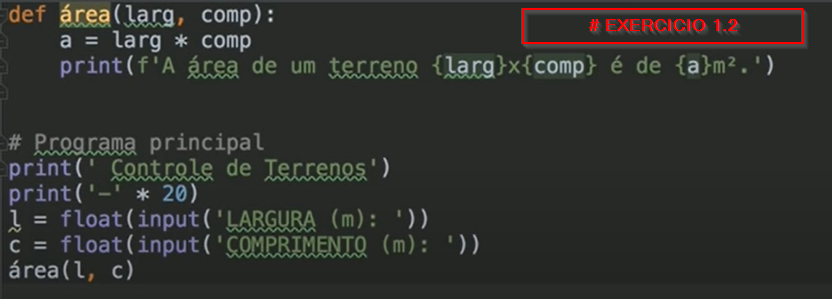 def área(larg, comp):
# EXERCICIO 1.2
    a = larg * comp
    print(f'A área de um terreno {larg}x{comp} é de {a}m².')
# Programa principal
print(' Controle de Terrenos')
print('-' * 20)
l = float(input('LARGURA (m): '))
c = float(input('COMPRIMENTO (m): '))
área(l, c)